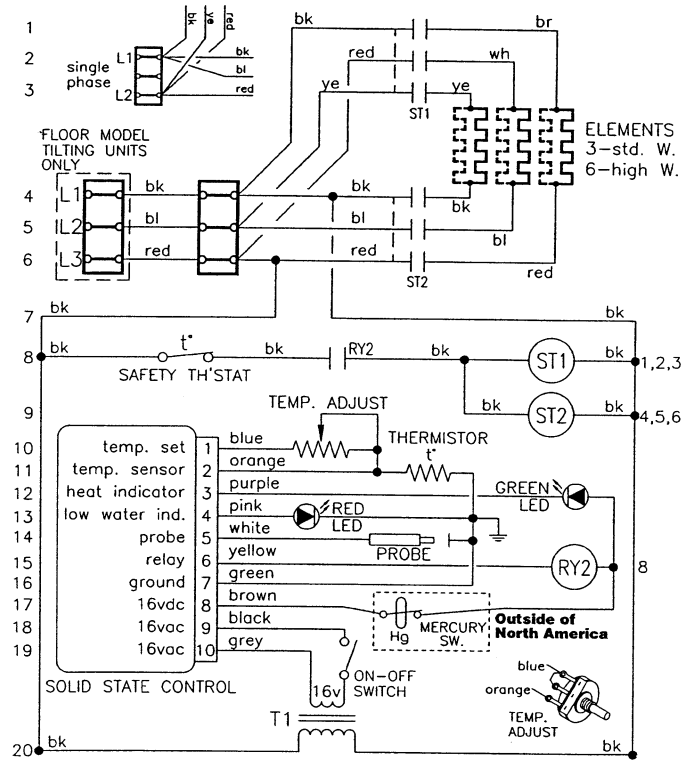 bk
ye
red
1
bk
br
2
L1
bk
red
wh
single
phase
bl
3
L2
red
ye
ye
ST1
FLOOR MODEL
TILTING UNITS
ONLY
ELEMENTS
3-std. W.
6-high W.
4
L1
bk
bk
bk
5
L2
bl
bl
bl
6
L3
red
red
red
ST2
7
bk
bk
8
bk
t°
bk
RY2
bk
ST1
bk
1,2,3
SAFETY TH'STAT
9
TEMP. ADJUST
bk
ST2
bk
4,5,6
10
temp. set
1
blue
THERMISTOR
t°
11
temp. sensor
2
orange
12
heat indicator
3
purple
GREEN
LED
13
low water ind.
4
pink
RED
LED
14
probe
5
white
PROBE
15
relay
6
yellow
RY2
8
16
ground
7
green
17
16vdc
8
brown
Hg
MERCURY
SW.
Outside of
North America
18
16vac
9
black
19
16vac
10
grey
ON-OFF
SWITCH
16v
SOLID STATE CONTROL
T1
blue
orange
TEMP.
ADJUST
20
bk
bk